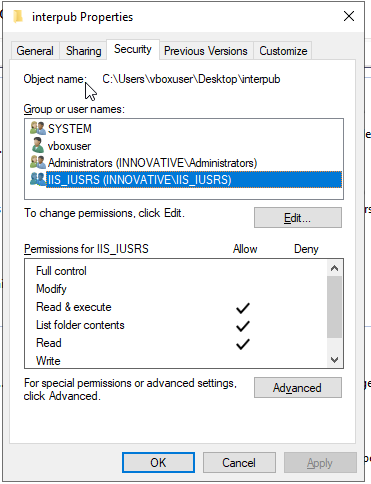 interpub Properties
General Sharing Security Previous Versions Customize
Object name: C:\Users\vboxuser\Desktop\interpub
Group or user names:
SYSTEM
vboxuser
Administrators (INNOVATIVE\Administrators)
IIS_IUSRS (INNOVATIVE\IIS_IUSRS)
To change permissions, click Edit.
Edit...
Permissions for IIS_IUSRS Allow Deny
Full control
Modify
Read & execute
List folder contents
Read
Write
For special permissions or advanced settings,
click Advanced.
Advanced
OK Cancel Apply